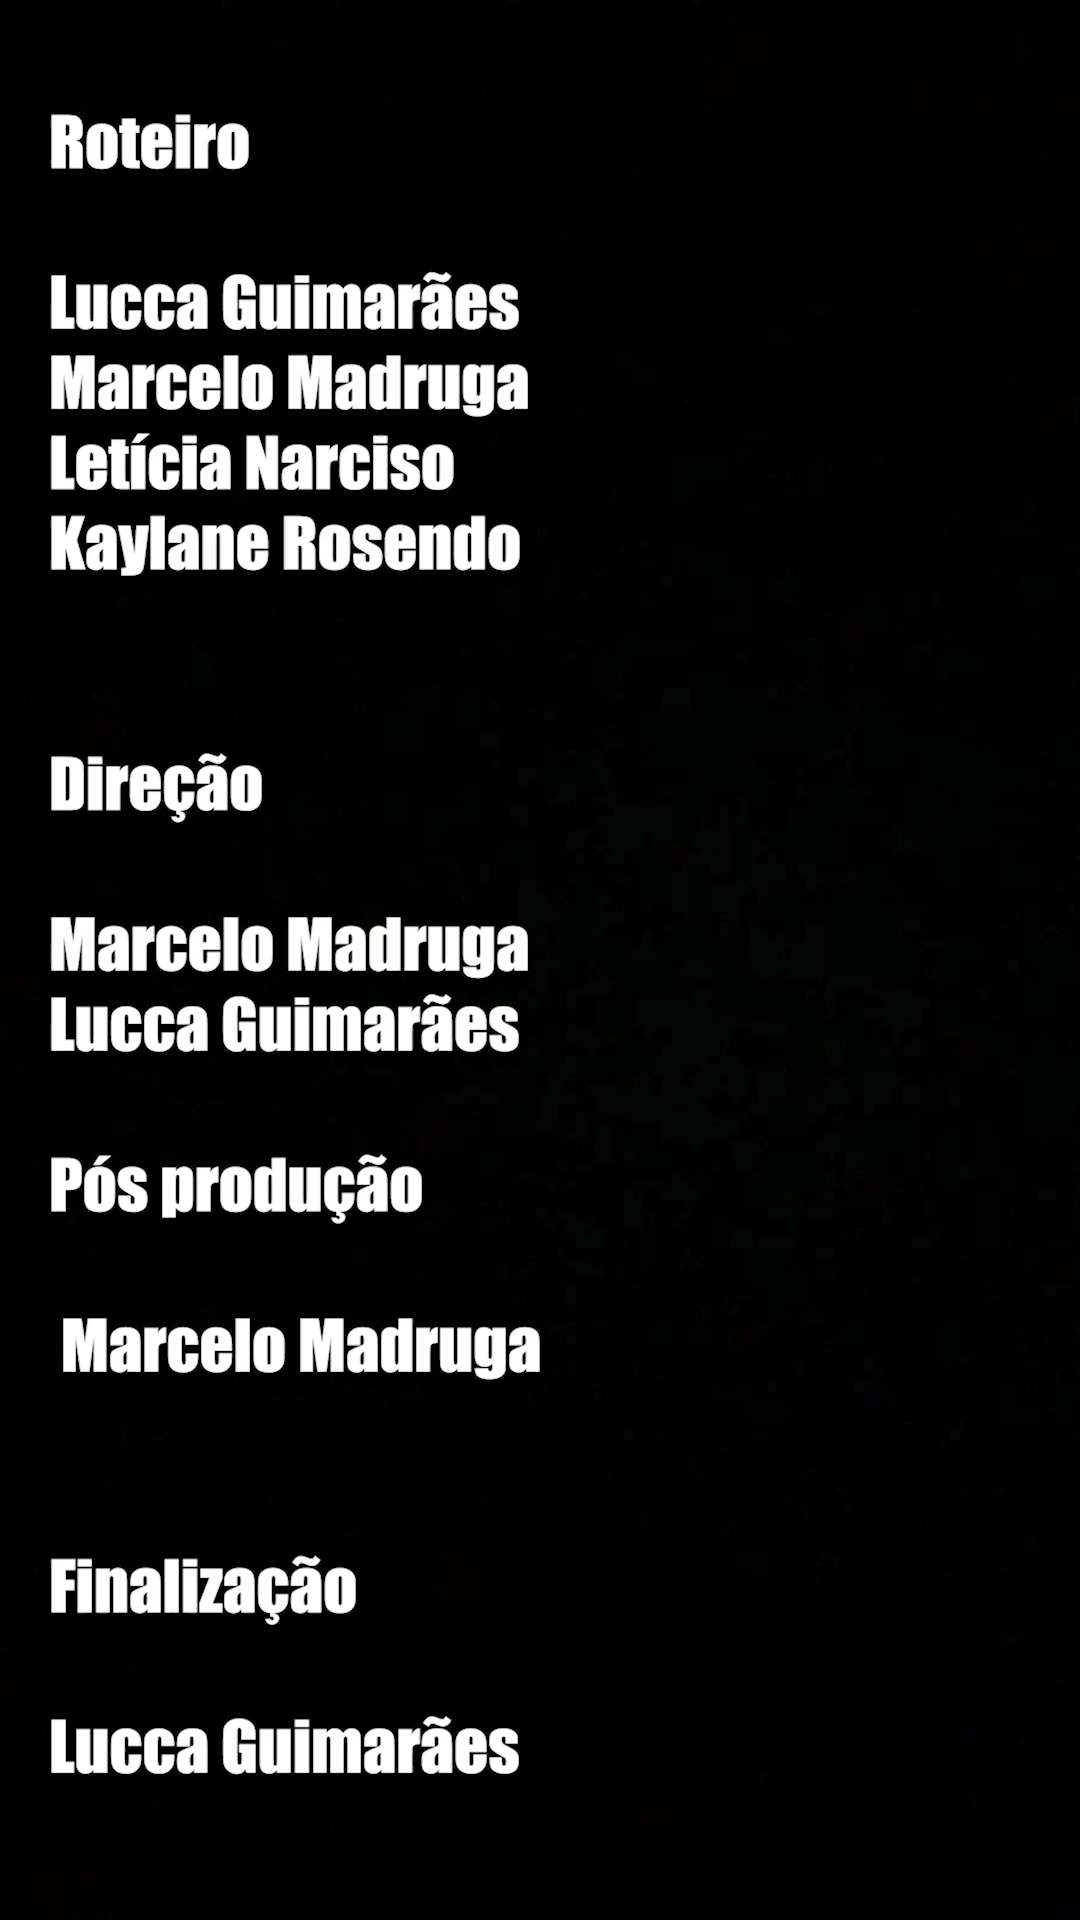 Roteiro
Lucca Guimarães
Marcelo Madruga
Letícia Narciso
Kaylane Rosendo
Direção
Marcelo Madruga
Lucca Guimarães
Pós produção
Marcelo Madruga
Finalização
Lucca Guimarães